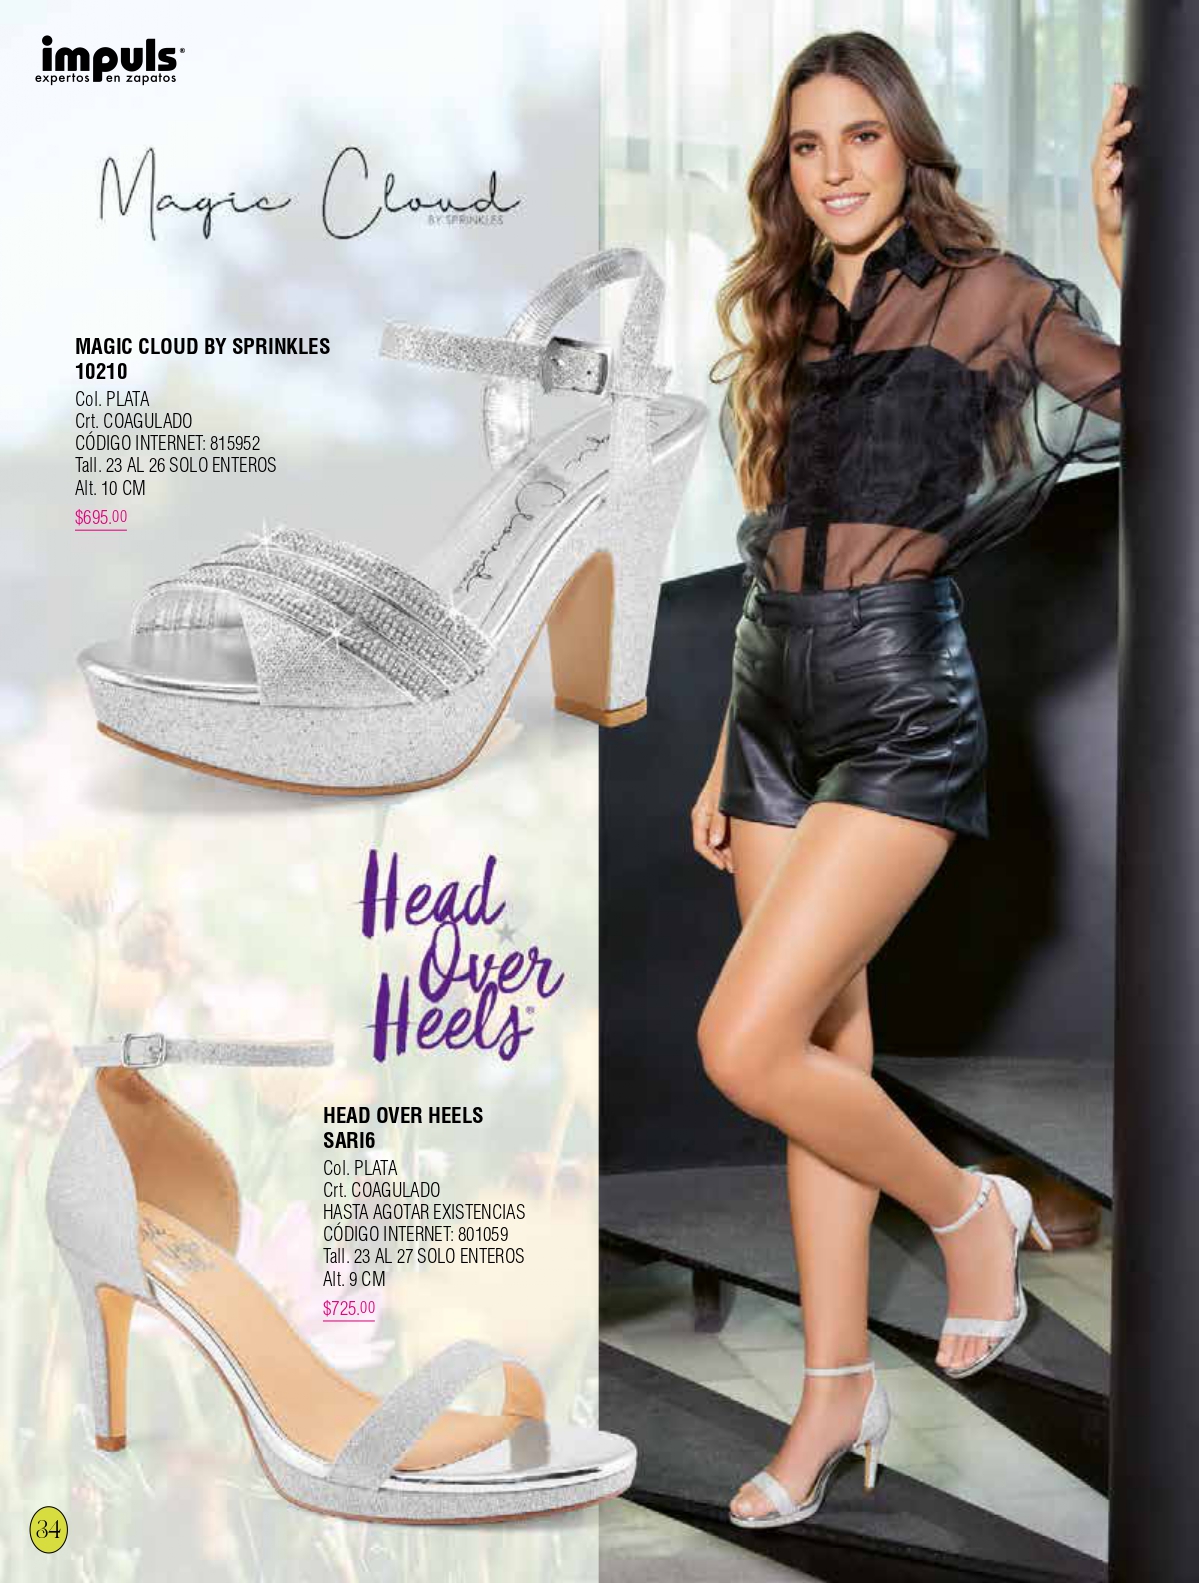 impuls®
expertos en zapatos
Magic Cloud
BY SPRINKLES
MAGIC CLOUD BY SPRINKLES
10210
Col. PLATA
Crt. COAGULADO
CÓDIGO INTERNET: 815952
Tall. 23 AL 26 SOLO ENTEROS
Alt. 10 CM
$695.00
Cloud
Head
Over
Heels®
HEAD OVER HEELS
SARI6
Col. PLATA
Crt. COAGULADO
HASTA AGOTAR EXISTENCIAS
CÓDIGO INTERNET: 801059
Tall. 23 AL 27 SOLO ENTEROS
Alt. 9 CM
$725.00
34